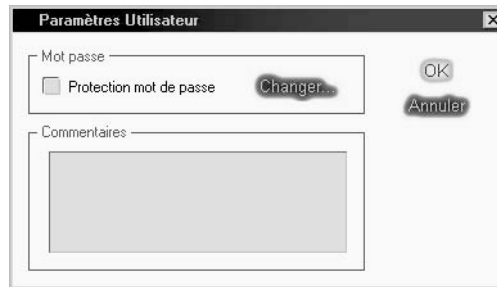 Paramètres Utilisateur
Mot passe
Protection mot de passe
Changer...
OK
Annuler
Commentaires